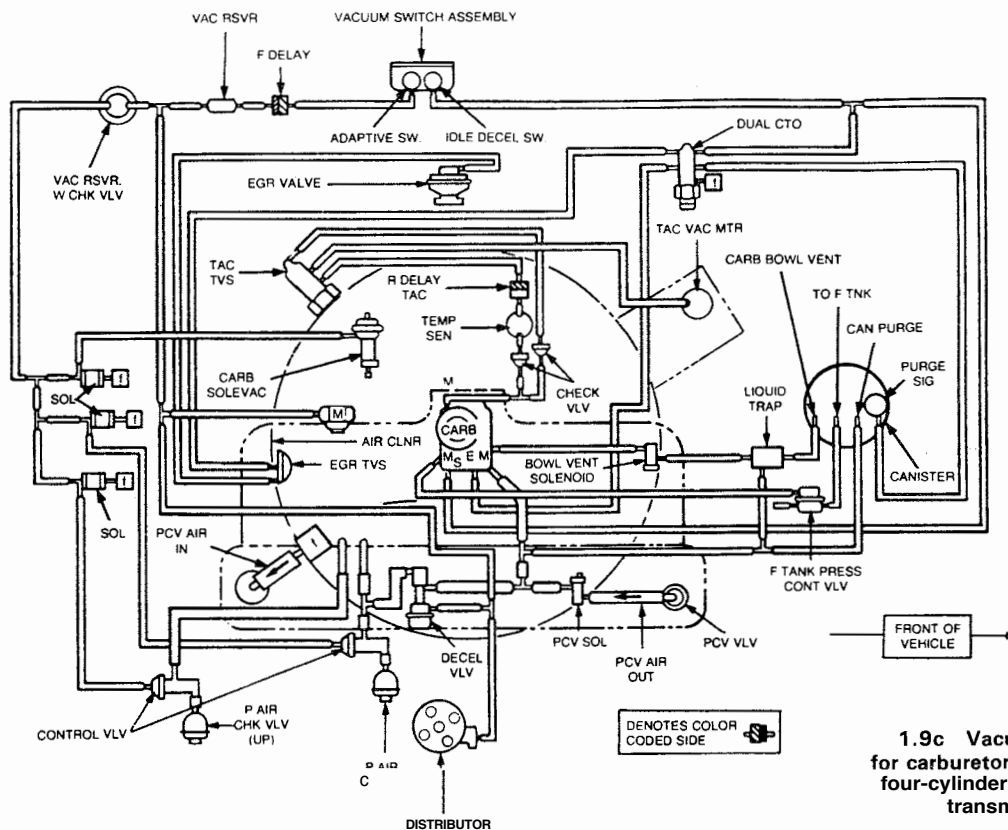 VAC RSVR
VACUUM SWITCH ASSEMBLY
F DELAY
ADAPTIVE SW.
IDLE DECEL SW.
DUAL CTO
VAC RSVR.
W CHK VLV
EGR VALVE
TAC
TVS
R DELAY
TAC
TEMP
SEN
TAC VAC MTR
CARB BOWL VENT
TO F TNK
CAN PURGE
PURGE
SIG
CARB
SOLEVAC
CHECK
VLV
LIQUID
TRAP
SOL
M
M
CARB
M S E M
AIR CLNR
EGR TVS
BOWL VENT
SOLENOID
CANISTER
SOL
PCV AIR
IN
F TANK PRESS
CONT VLV
DECEL
VLV
PCV SOL
PCV AIR
OUT
PCV VLV
FRONT OF
VEHICLE
CONTROL VLV
P AIR
CHK VLV
(UP)
P AIR
C
DISTRIBUTOR
DENOTES COLOR
CODED SIDE
1.9c
for carburetor
four-cylinder